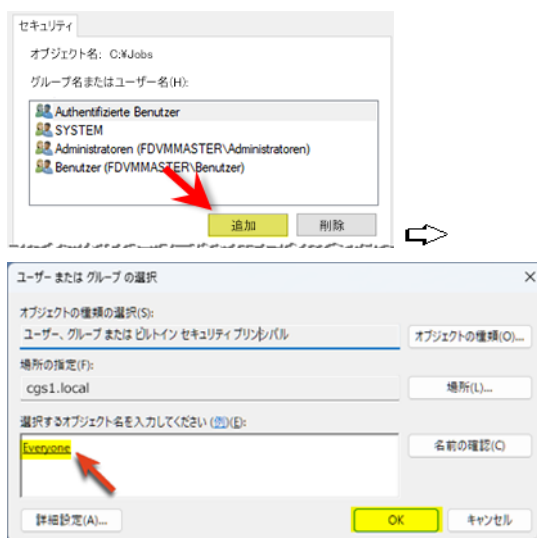 セキュリティ
オブジェクト名: C:¥Jobs
グループ名またはユーザー名(H):
Authentifizierte Benutzer
SYSTEM
Administratoren (FDVMMASTER\Administratoren)
Benutzer (FDVMMASTER\Benutzer)
追加 削除
ユーザー または グループ の選択
オブジェクトの種類の選択(S):
ユーザー、グループ または ビルトイン セキュリティ プリンシパル オブジェクトの種類(O)...
場所の指定(F):
cgs1.local 場所(L)...
選択するオブジェクト名を入力してください (例)(E):
Everyone 名前の確認(C)
詳細設定(A)... OK キャンセル